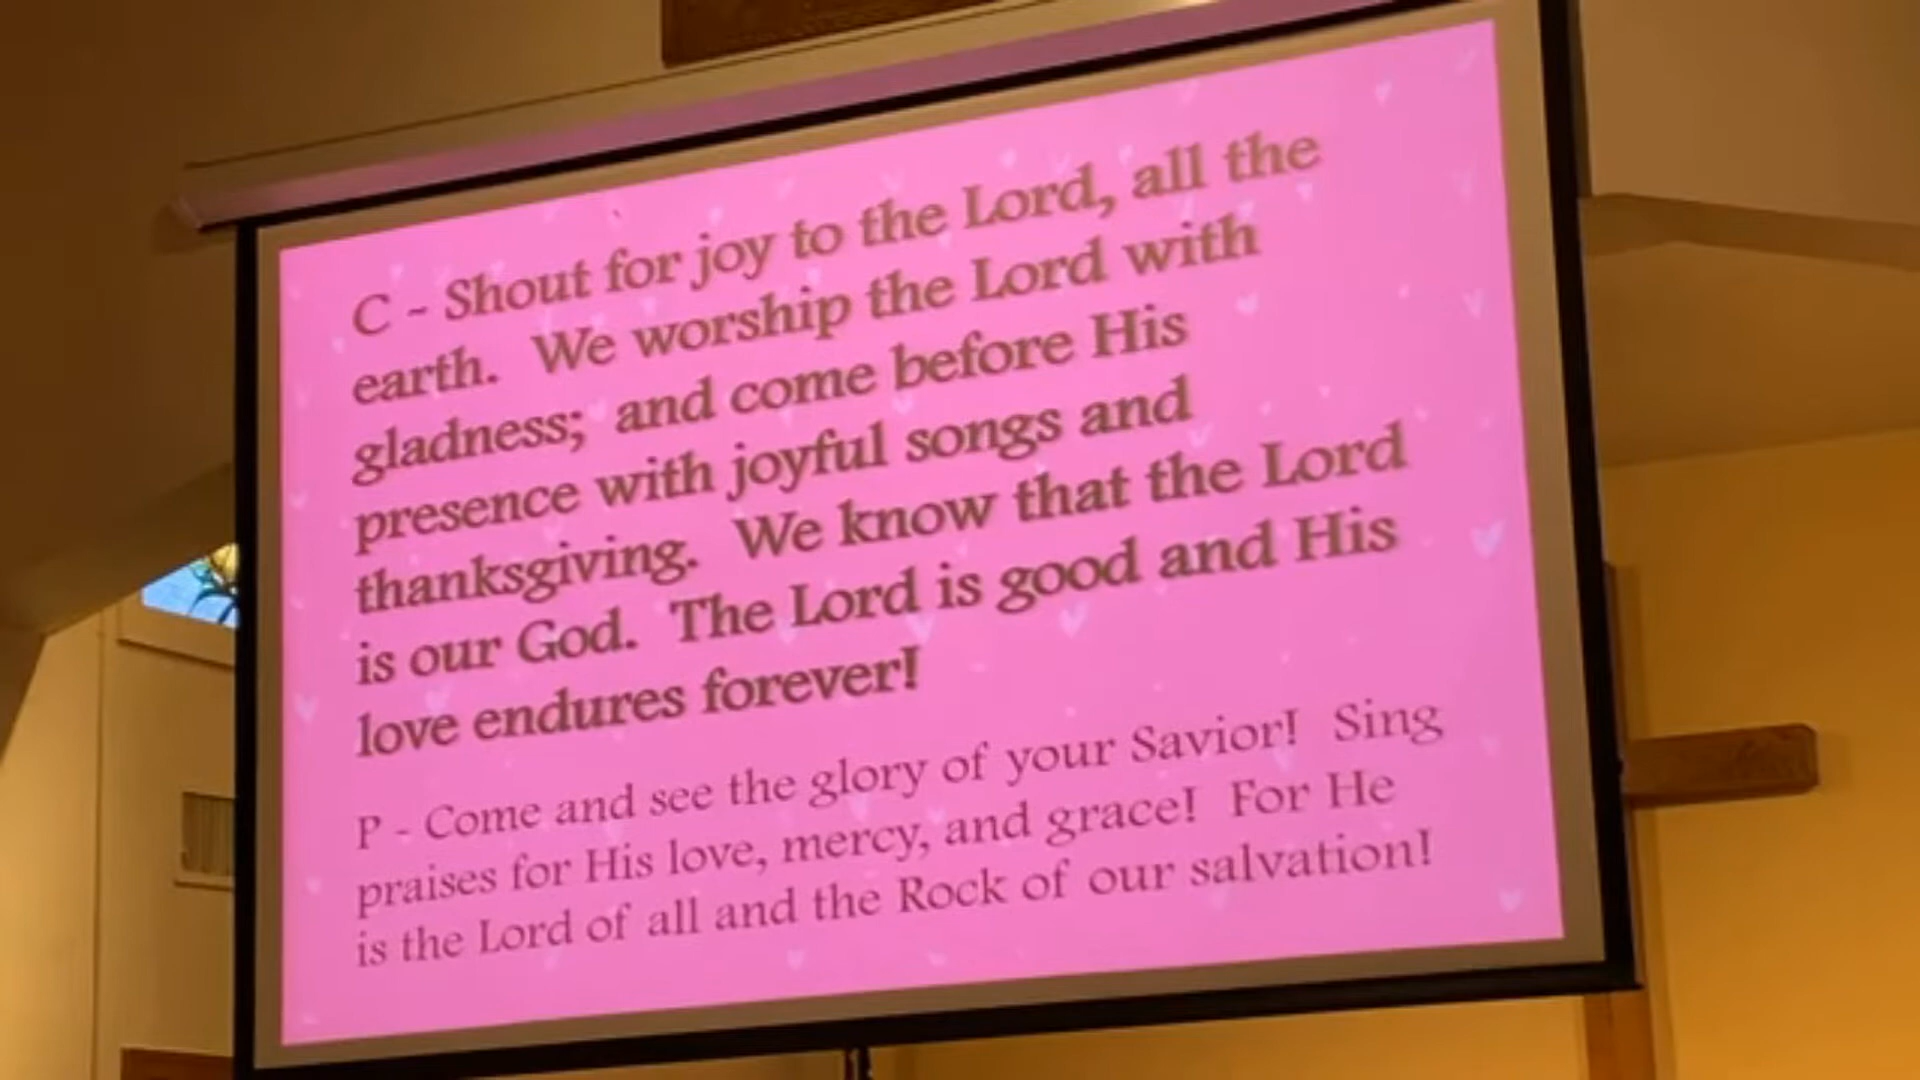 C - Shout for joy to the Lord, all the
earth.  We worship the Lord with
gladness;  and come before His
presence with joyful songs and
thanksgiving.  We know that the Lord
is our God.  The Lord is good and His
love endures forever!
P - Come and see the glory of your Savior!  Sing
praises for His love, mercy, and grace!  For He
is the Lord of all and the Rock of our salvation!